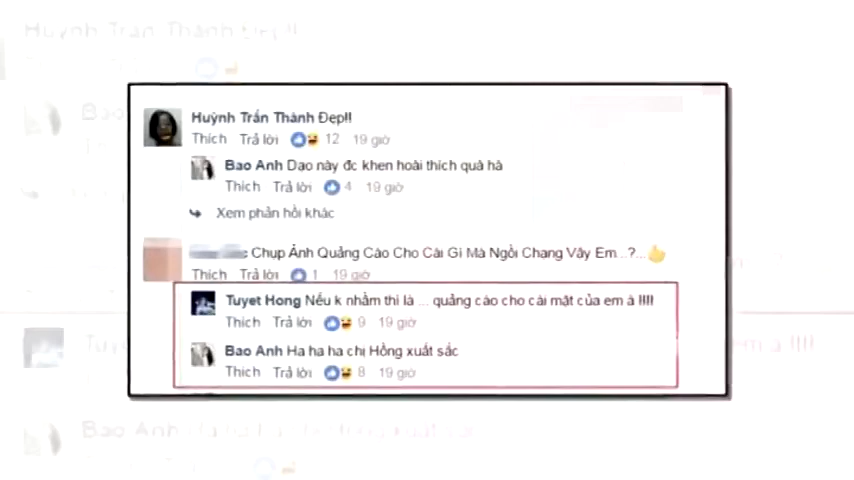 Huỳnh Trấn Thành Đẹp!!
Thích Trả lời 12 19 giờ
Bao Anh Dạo này đc khen hoài thích quá hà
Thích Trả lời 4 19 giờ
Xem phản hồi khác
Chụp Ảnh Quảng Cáo Cho Cái Gì Mà Ngồi Chạng Vậy Em...?...
Thích Trả lời 1 19 giờ
Tuyet Hong Nếu k nhầm thì là ... quảng cáo cho cái mặt của em à !!!!
Thích Trả lời 9 19 giờ
Bao Anh Ha ha ha chị Hồng xuất sắc
Thích Trả lời 8 19 giờ